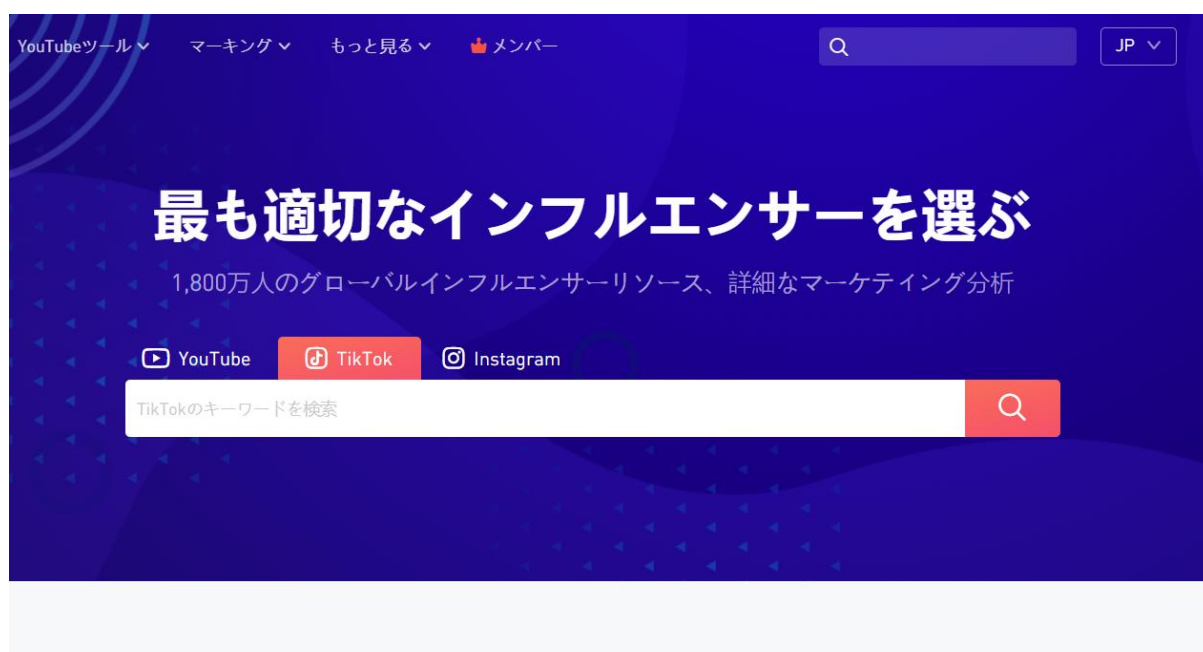 YouTubeツール マーキング もっと見る メンバー JP
最も適切なインフルエンサーを選ぶ
1,800万人のグローバルインフルエンサーリソース、詳細なマーケティング分析
YouTube TikTok Instagram
TikTokのキーワードを検索